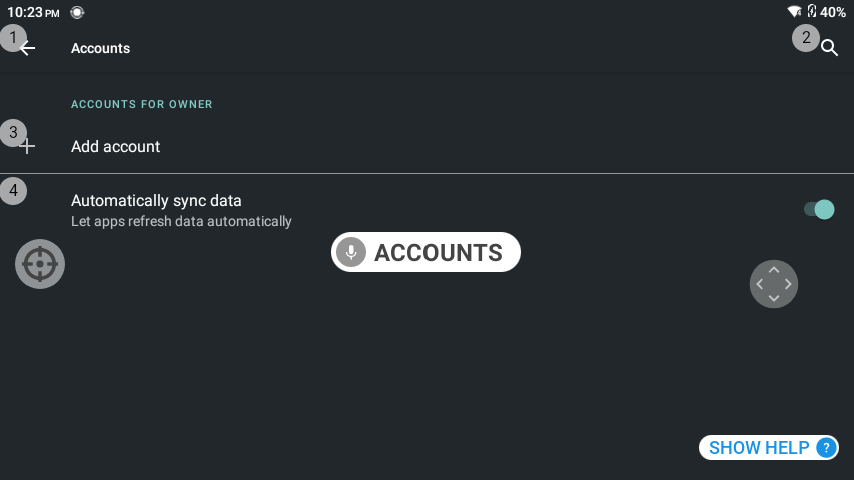 10:23 PM
40%
1
Accounts
2
ACCOUNTS FOR OWNER
3
Add account
4
Automatically sync data
Let apps refresh data automatically
ACCOUNTS
SHOW HELP ?